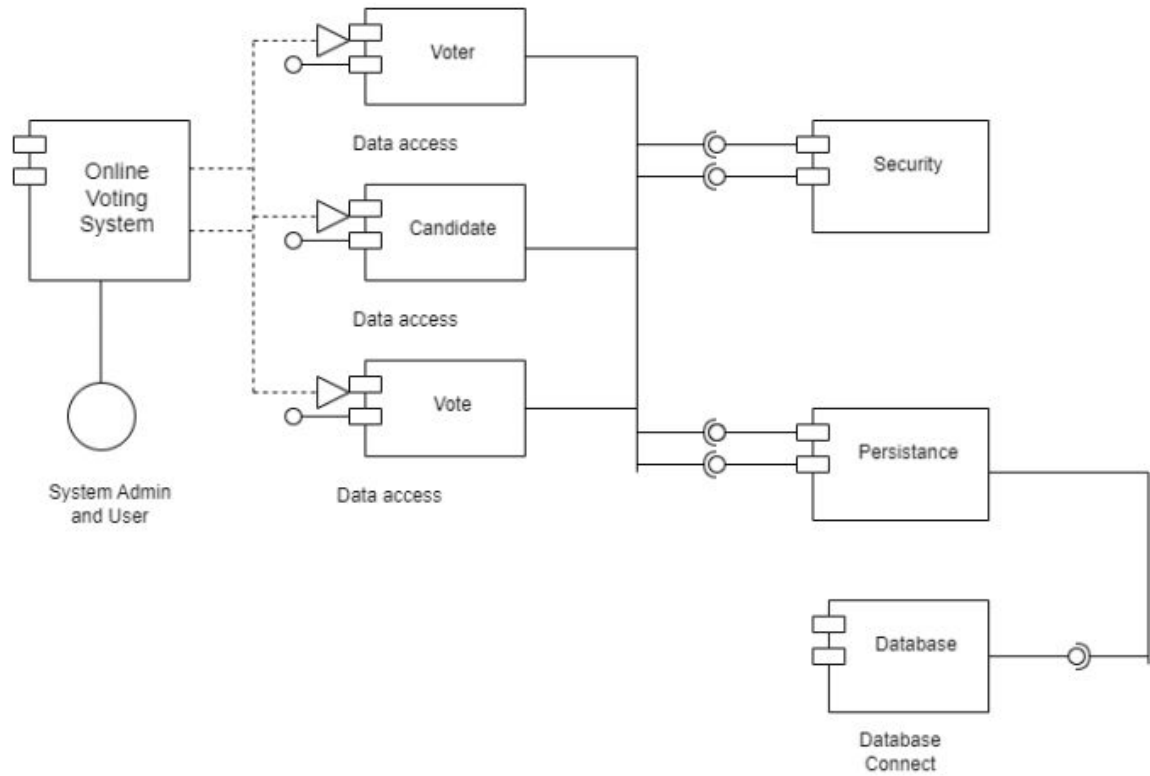 Voter
Data access
Online
Voting
System
Security
Candidate
Data access
Vote
Data access
System Admin
and User
Persistance
Database
Database
Connect